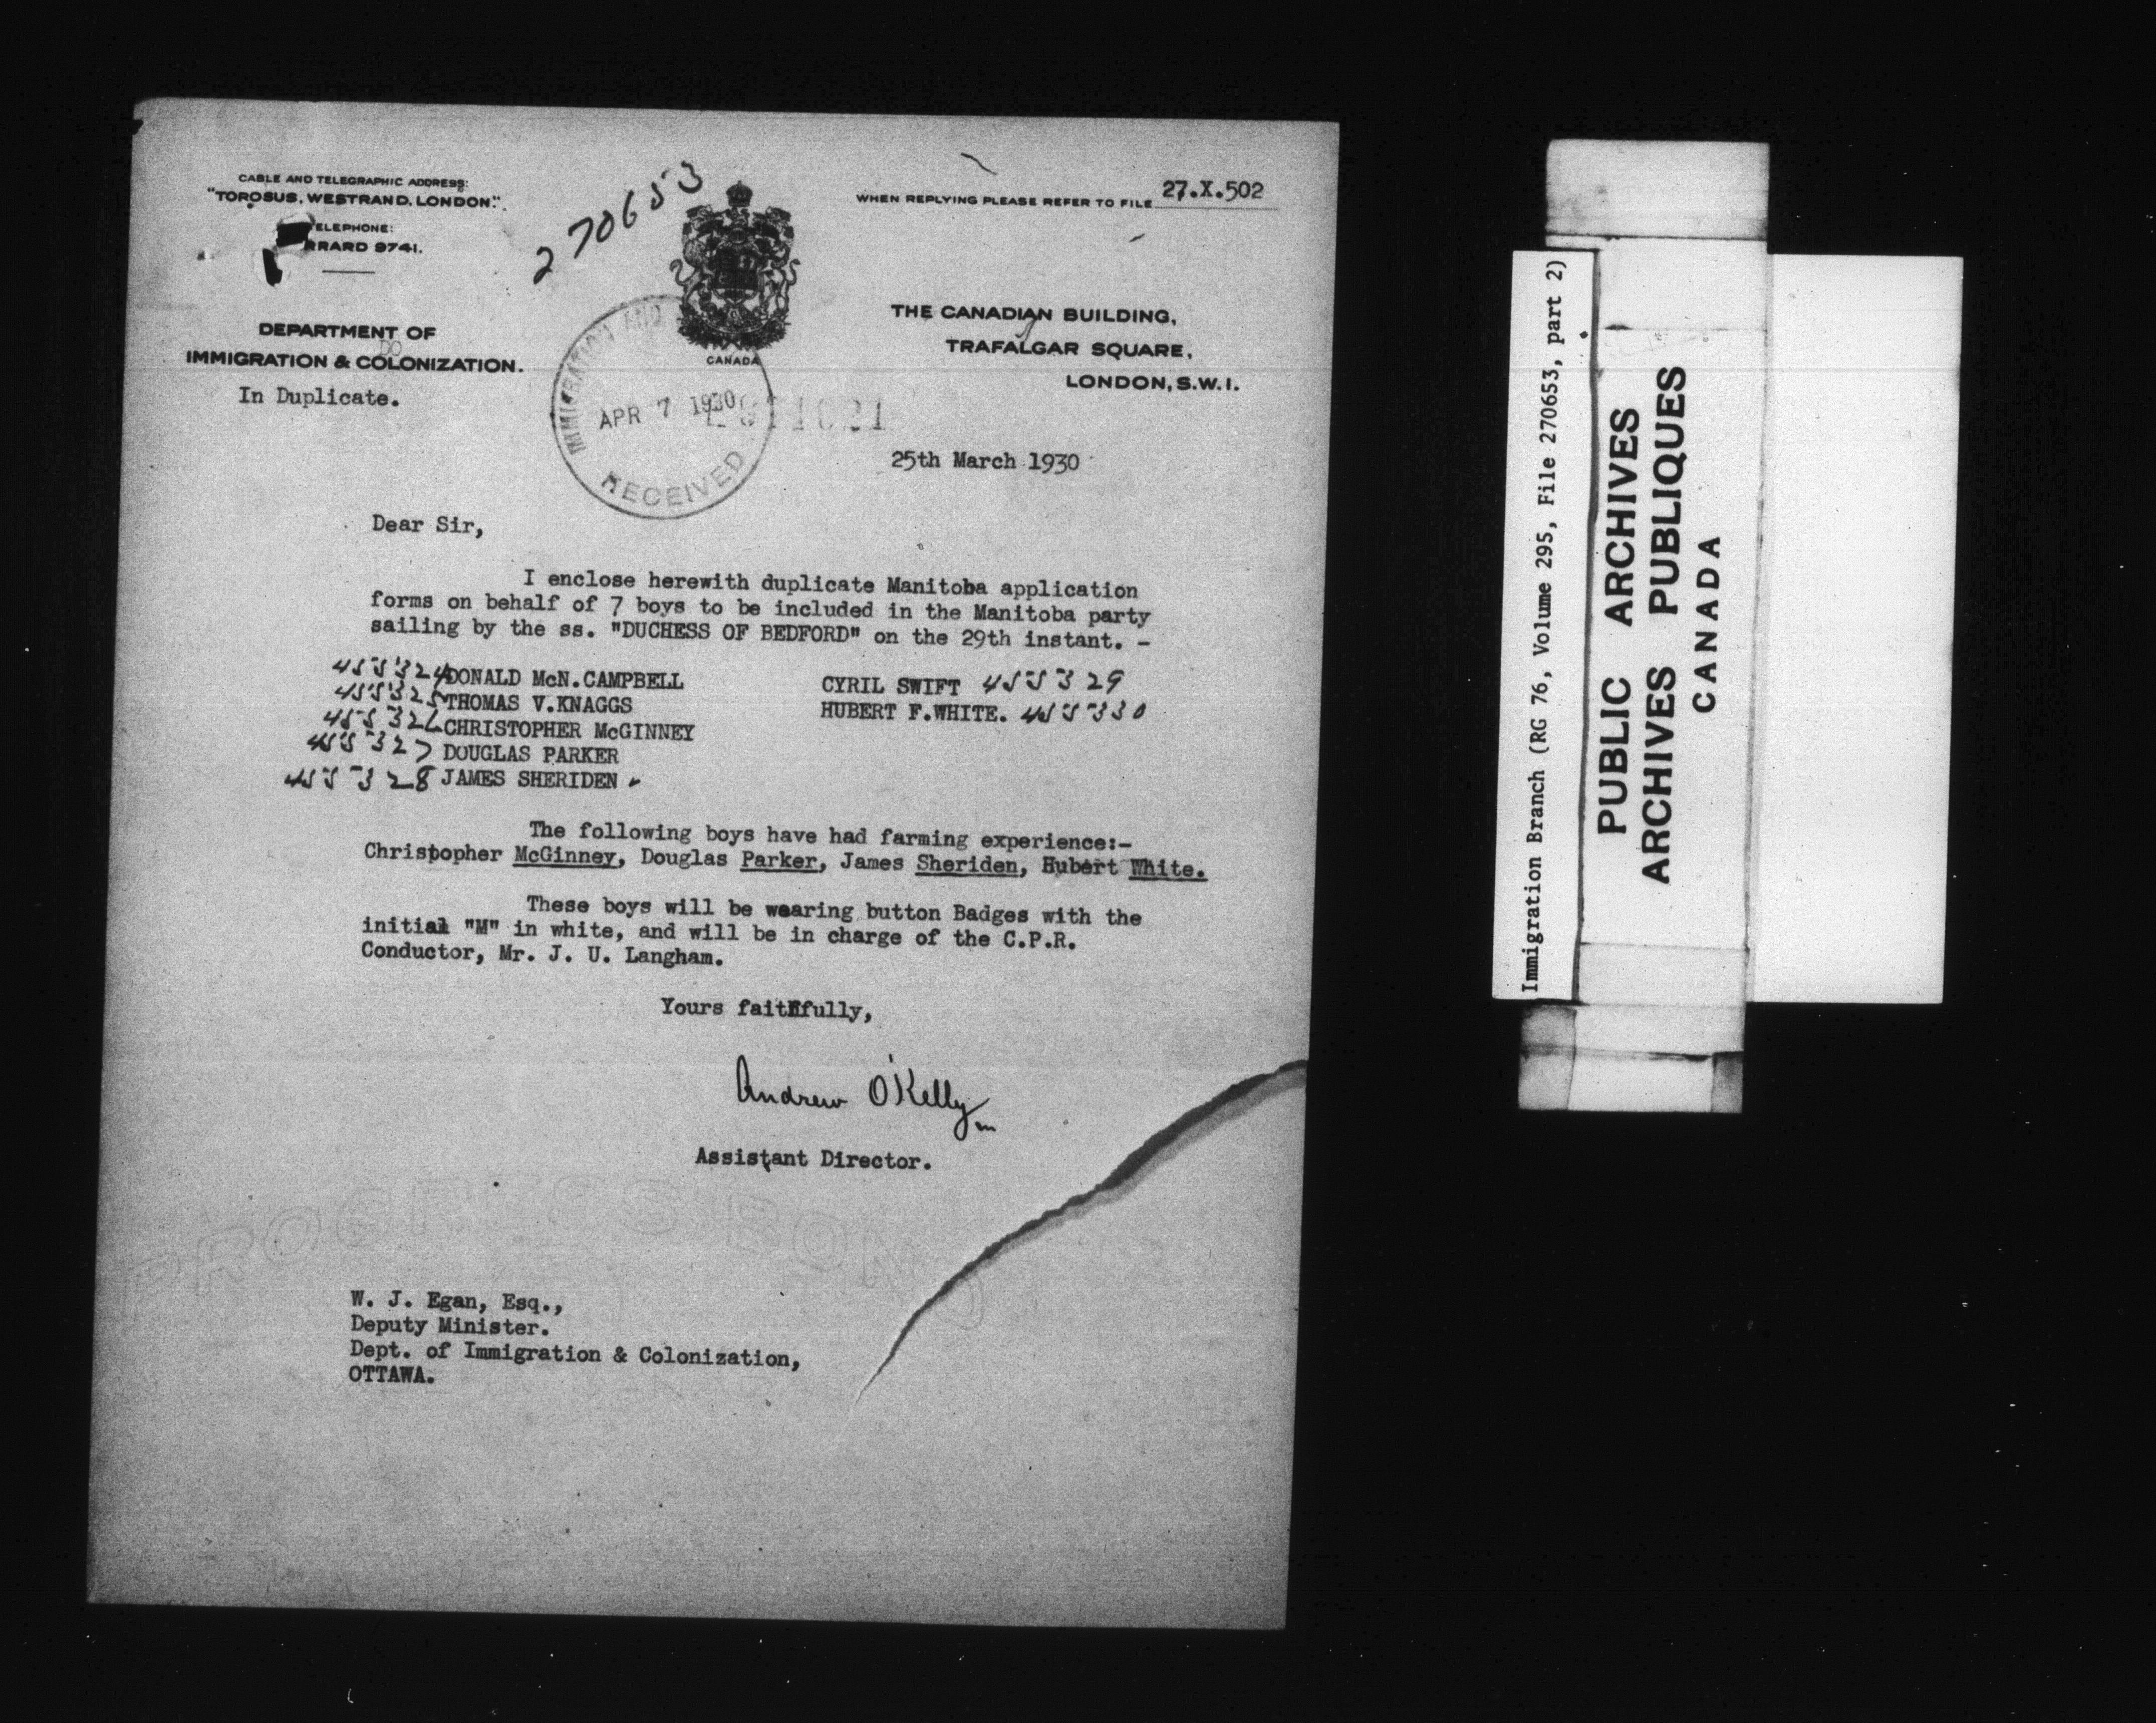 CABLE AND TELEGRAPHIC ADDRESS:
"TOROSUS, WESTRAND, LONDON."
ELEPHONE:
RRARD 9741.
DEPARTMENT OF
IMMIGRATION & COLONIZATION.
In Duplicate.
270653
CANADA
IMMIGRATION AND
APR 7 1930
RECEIVED
WHEN REPLYING PLEASE REFER TO FILE 27.X.502
THE CANADIAN BUILDING,
TRAFALGAR SQUARE,
LONDON, S.W.1.
25th March 1930
Dear Sir,
I enclose herewith duplicate Manitoba application
forms on behalf of 7 boys to be included in the Manitoba party
sailing by the ss. "DUCHESS OF BEDFORD" on the 29th instant. -
455324 DONALD McN.CAMPBELL
455325 THOMAS V.KNAGGS
455326 CHRISTOPHER McGINNEY
455327 DOUGLAS PARKER
455328 JAMES SHERIDEN
CYRIL SWIFT 455329
HUBERT F.WHITE. 455330
The following boys have had farming experience:-
Christopher McGinney, Douglas Parker, James Sheriden, Hubert White.
These boys will be wearing button Badges with the
initial "M" in white, and will be in charge of the C.P.R.
Conductor, Mr. J. U. Langham.
Yours faithfully,
Andrew O'Kelly
Assistant Director.
PROGRESS BOND
W. J. Egan, Esq.,
Deputy Minister.
Dept. of Immigration & Colonization,
OTTAWA.
Immigration Branch (RG 76, Volume 295, File 270653, part 2)
PUBLIC ARCHIVES
ARCHIVES PUBLIQUES
CANADA